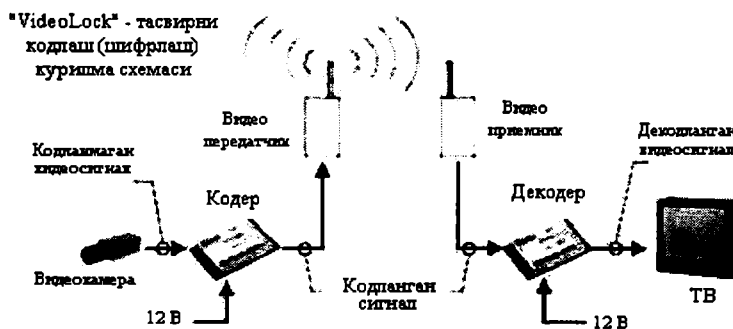 "VideoLock" - тасвирни
кодлаш (шифрлаш)
курилма схемаси
Видео
передатчик
Видео
приемник
Кодланмаган
видеосигнал
Декодланган
видеосигнал
Кодер
Декодер
Видеокамера
Кодланган
сигнал
ТВ
12 В
12 В